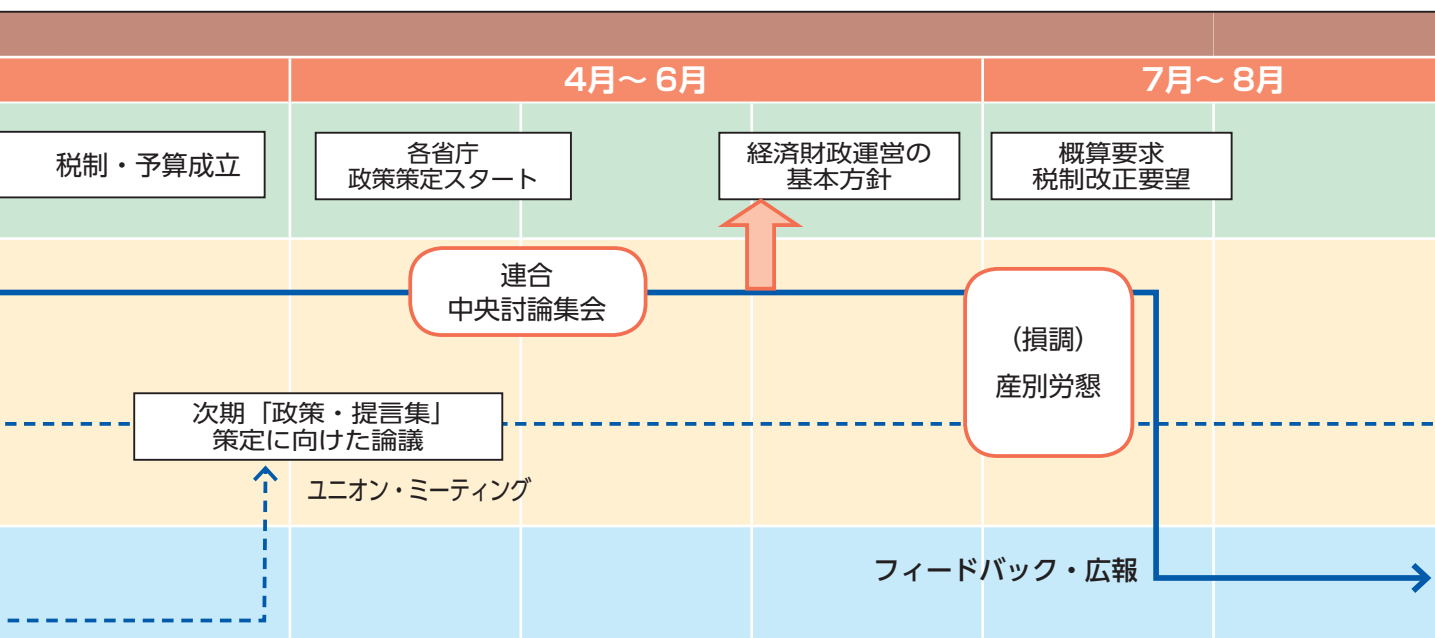 4月～6月
7月～8月
税制・予算成立
各省庁
政策策定スタート
経済財政運営の
基本方針
概算要求
税制改正要望
連合
中央討論集会
（損調）
産別労懇
次期「政策・提言集」
策定に向けた論議
ユニオン・ミーティング
フィードバック・広報